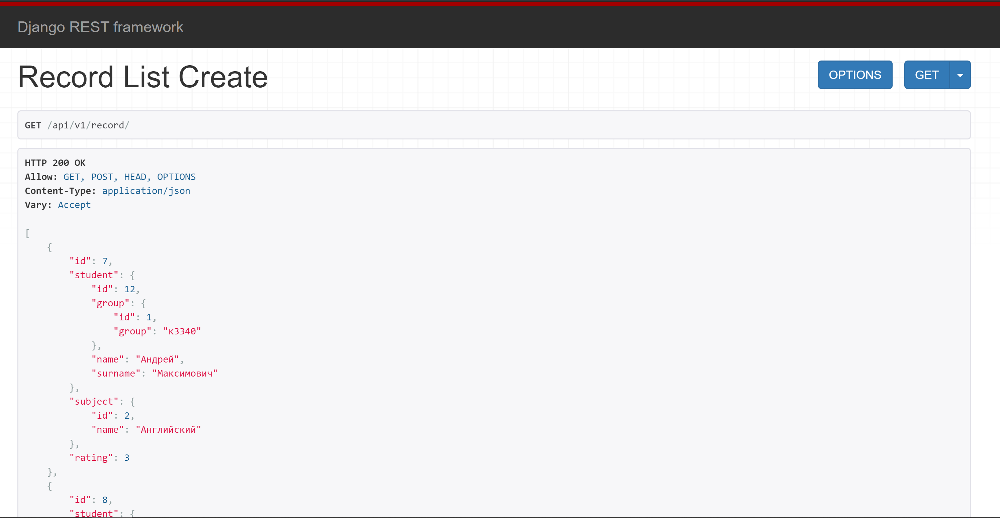 Django REST framework
Record List Create
OPTIONS
GET
GET /api/v1/record/
HTTP 200 OK
Allow: GET, POST, HEAD, OPTIONS
Content-Type: application/json
Vary: Accept
[
{
"id": 7,
"student": {
"id": 12,
"group": {
"id": 1,
"group": "к3340"
},
"name": "Андрей",
"surname": "Максимович"
},
"subject": {
"id": 2,
"name": "Английский"
},
"rating": 3
},
{
"id": 8,
"student": {